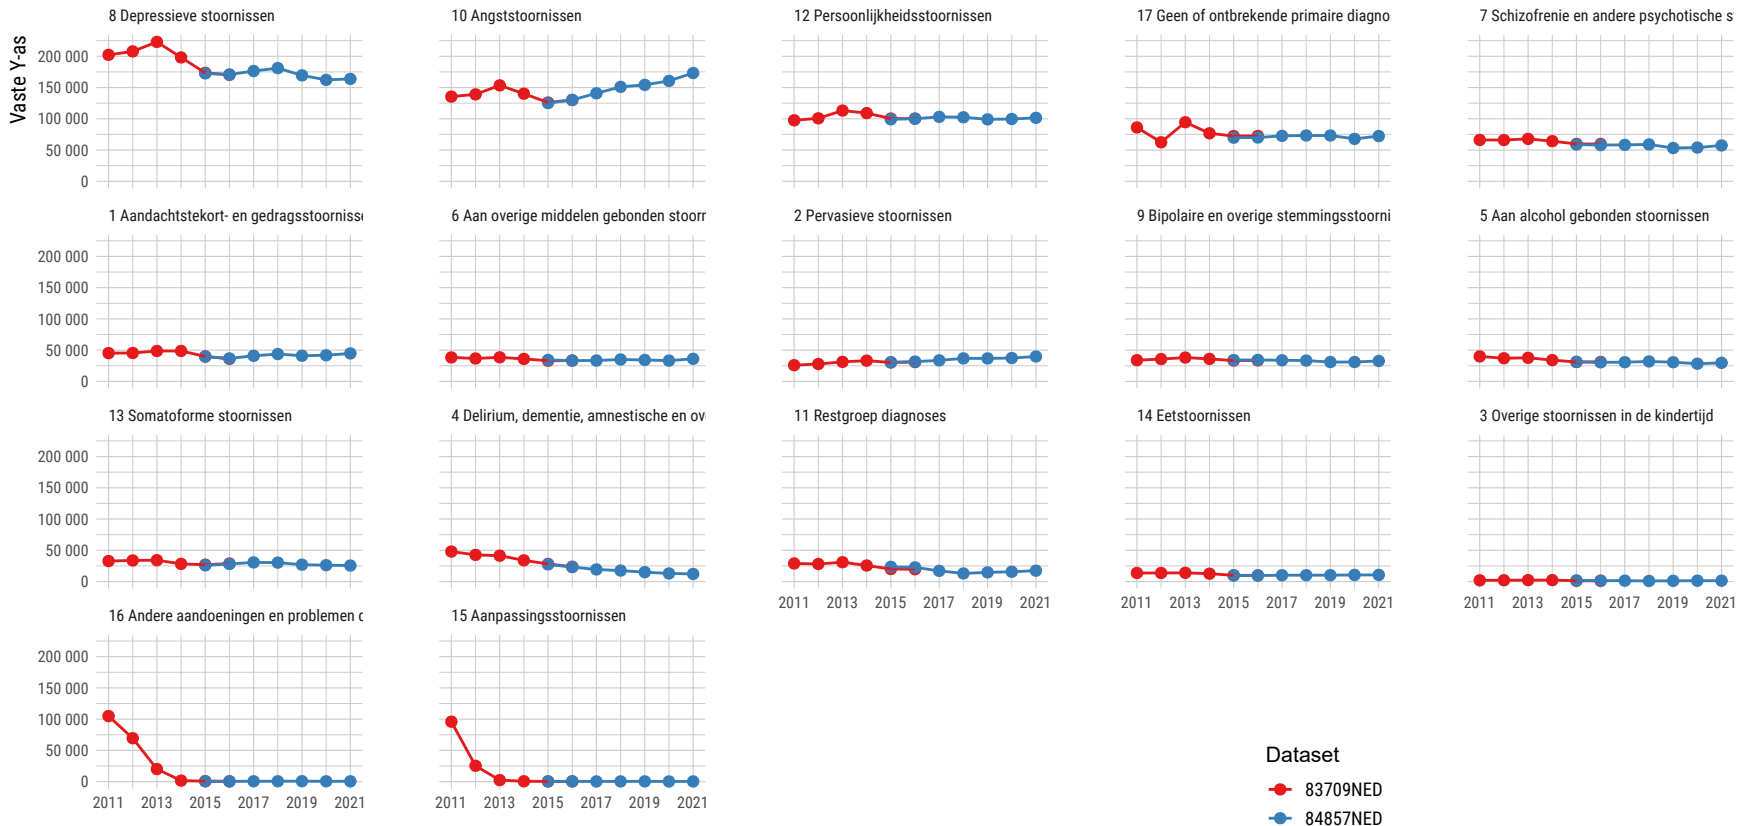 8 Depressieve stoornissen
10 Angststoornissen
12 Persoonlijkheidsstoornissen
17 Geen of ontbrekende primaire diagno
7 Schizofrenie en andere psychotische s
Vaste Y-as
200 000
150 000
100 000
50 000
0
1 Aandachtstekort- en gedragsstoornisse
6 Aan overige middelen gebonden stoorn
2 Pervasieve stoornissen
9 Bipolaire en overige stemmingsstoorni
5 Aan alcohol gebonden stoornissen
200 000
150 000
100 000
50 000
0
13 Somatoforme stoornissen
4 Delirium, dementie, amnestische en ov
11 Restgroep diagnoses
14 Eetstoornissen
3 Overige stoornissen in de kindertijd
200 000
150 000
100 000
50 000
0
2011 2013 2015 2017 2019 2021
2011 2013 2015 2017 2019 2021
2011 2013 2015 2017 2019 2021
16 Andere aandoeningen en problemen d
15 Aanpassingsstoornissen
200 000
150 000
100 000
50 000
0
2011 2013 2015 2017 2019 2021
2011 2013 2015 2017 2019 2021
Dataset
83709NED
84857NED